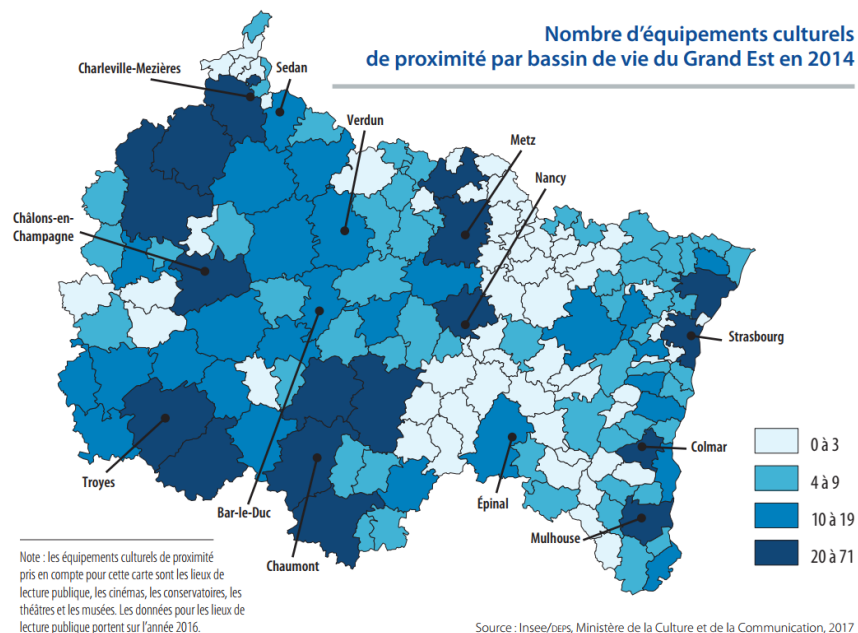 Nombre d'équipements culturels
de proximité par bassin de vie du Grand Est en 2014
Charleville-Mezières
Sedan
Verdun
Metz
Nancy
Châlons-en-
Champagne
Strasbourg
Colmar
Troyes
Bar-le-Duc
Épinal
Mulhouse
Chaumont
0 à 3
4 à 9
10 à 19
20 à 71
Note : les équipements culturels de proximité
pris en compte pour cette carte sont les lieux de
lecture publique, les cinémas, les conservatoires, les
théâtres et les musées. Les données pour les lieux de
lecture publique portent sur l'année 2016.
Source : Insee/DEPS, Ministère de la Culture et de la Communication, 2017